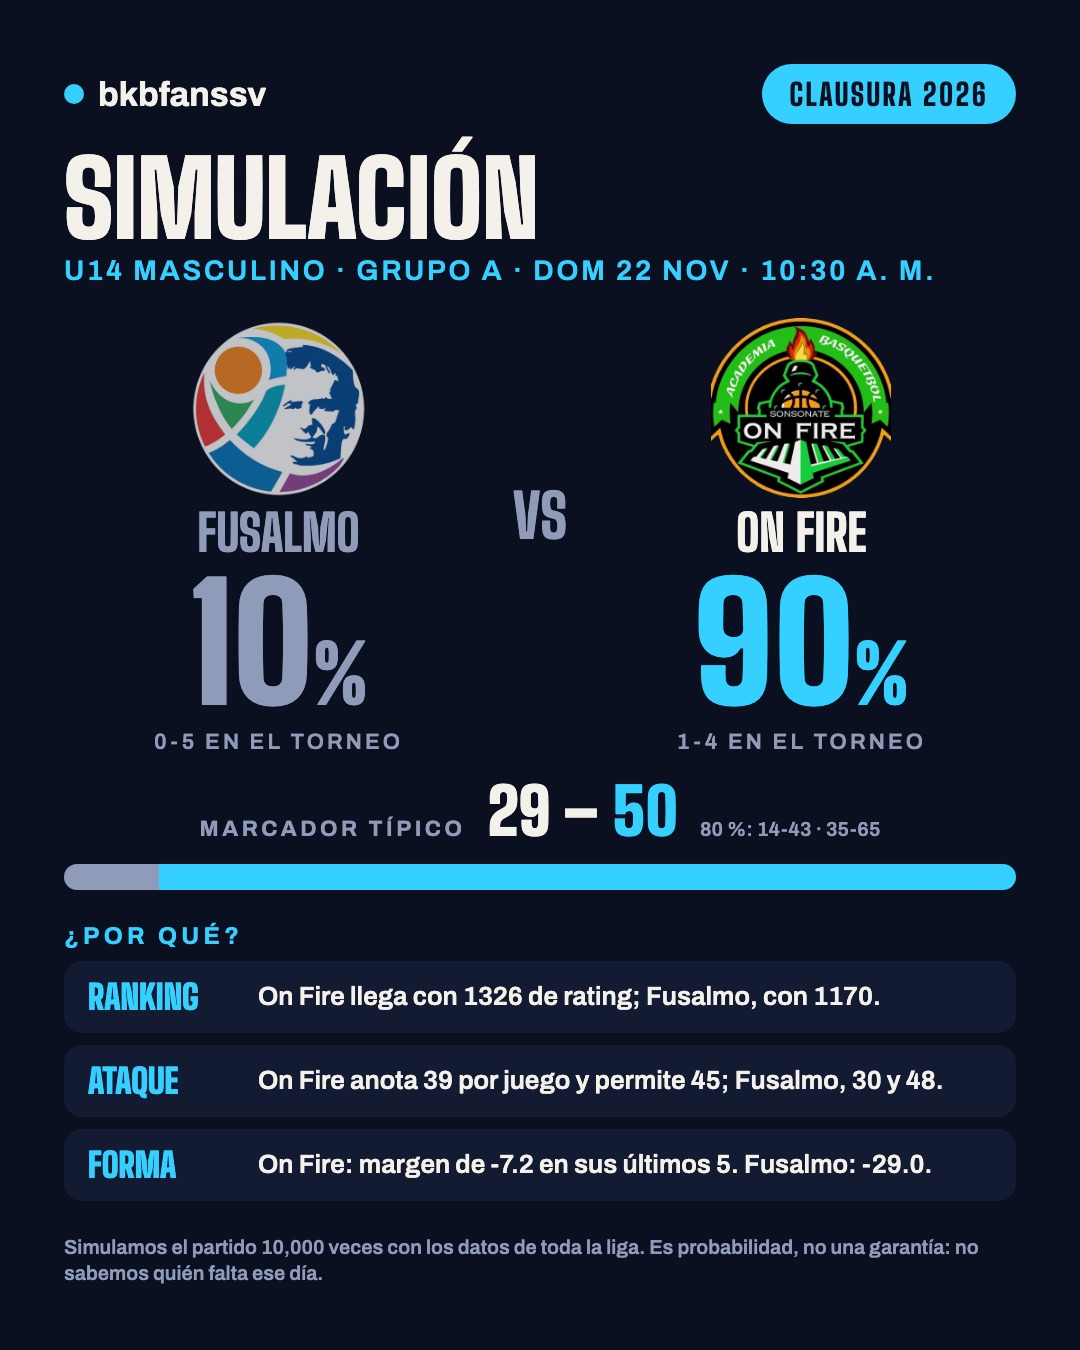 bkbfanssv
CLAUSURA 2026
SIMULACIÓN
U14 MASCULINO · GRUPO A · DOM 22 NOV · 10:30 A. M.
ACADEMIA BASQUETBOL
SONSONATE
ON FIRE
FUSALMO
VS
ON FIRE
10%
90%
0-5 EN EL TORNEO
1-4 EN EL TORNEO
MARCADOR TÍPICO 29 – 50 80 %: 14-43 · 35-65
¿POR QUÉ?
RANKING On Fire llega con 1326 de rating; Fusalmo, con 1170.
ATAQUE On Fire anota 39 por juego y permite 45; Fusalmo, 30 y 48.
FORMA On Fire: margen de -7.2 en sus últimos 5. Fusalmo: -29.0.
Simulamos el partido 10,000 veces con los datos de toda la liga. Es probabilidad, no una garantía: no
sabemos quién falta ese día.